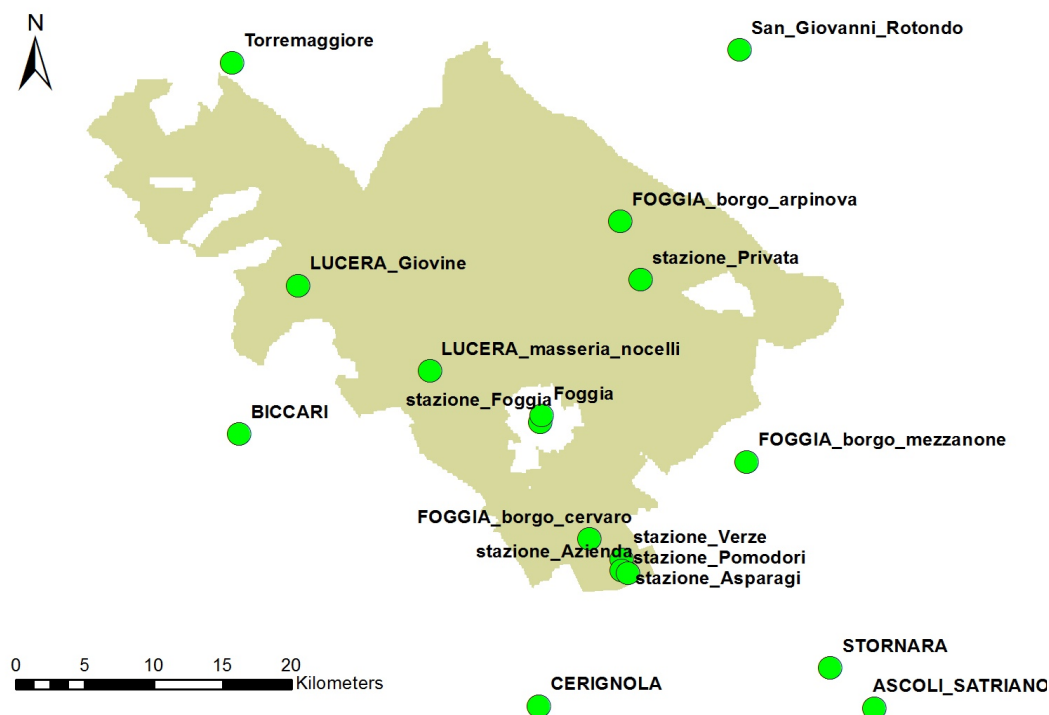 N
Torremaggiore
San_Giovanni_Rotondo
FOGGIA_borgo_arpinova
stazione_Privata
LUCERA_Giovine
LUCERA_masseria_nocelli
stazione_Foggia
Foggia
BICCARI
FOGGIA_borgo_mezzanone
FOGGIA_borgo_cervaro
stazione_Verze
stazione_Azienda
stazione_Pomodori
stazione_Asparagi
STORNARA
CERIGNOLA
ASCOLI_SATRIANO
0 5 10 15 20
Kilometers